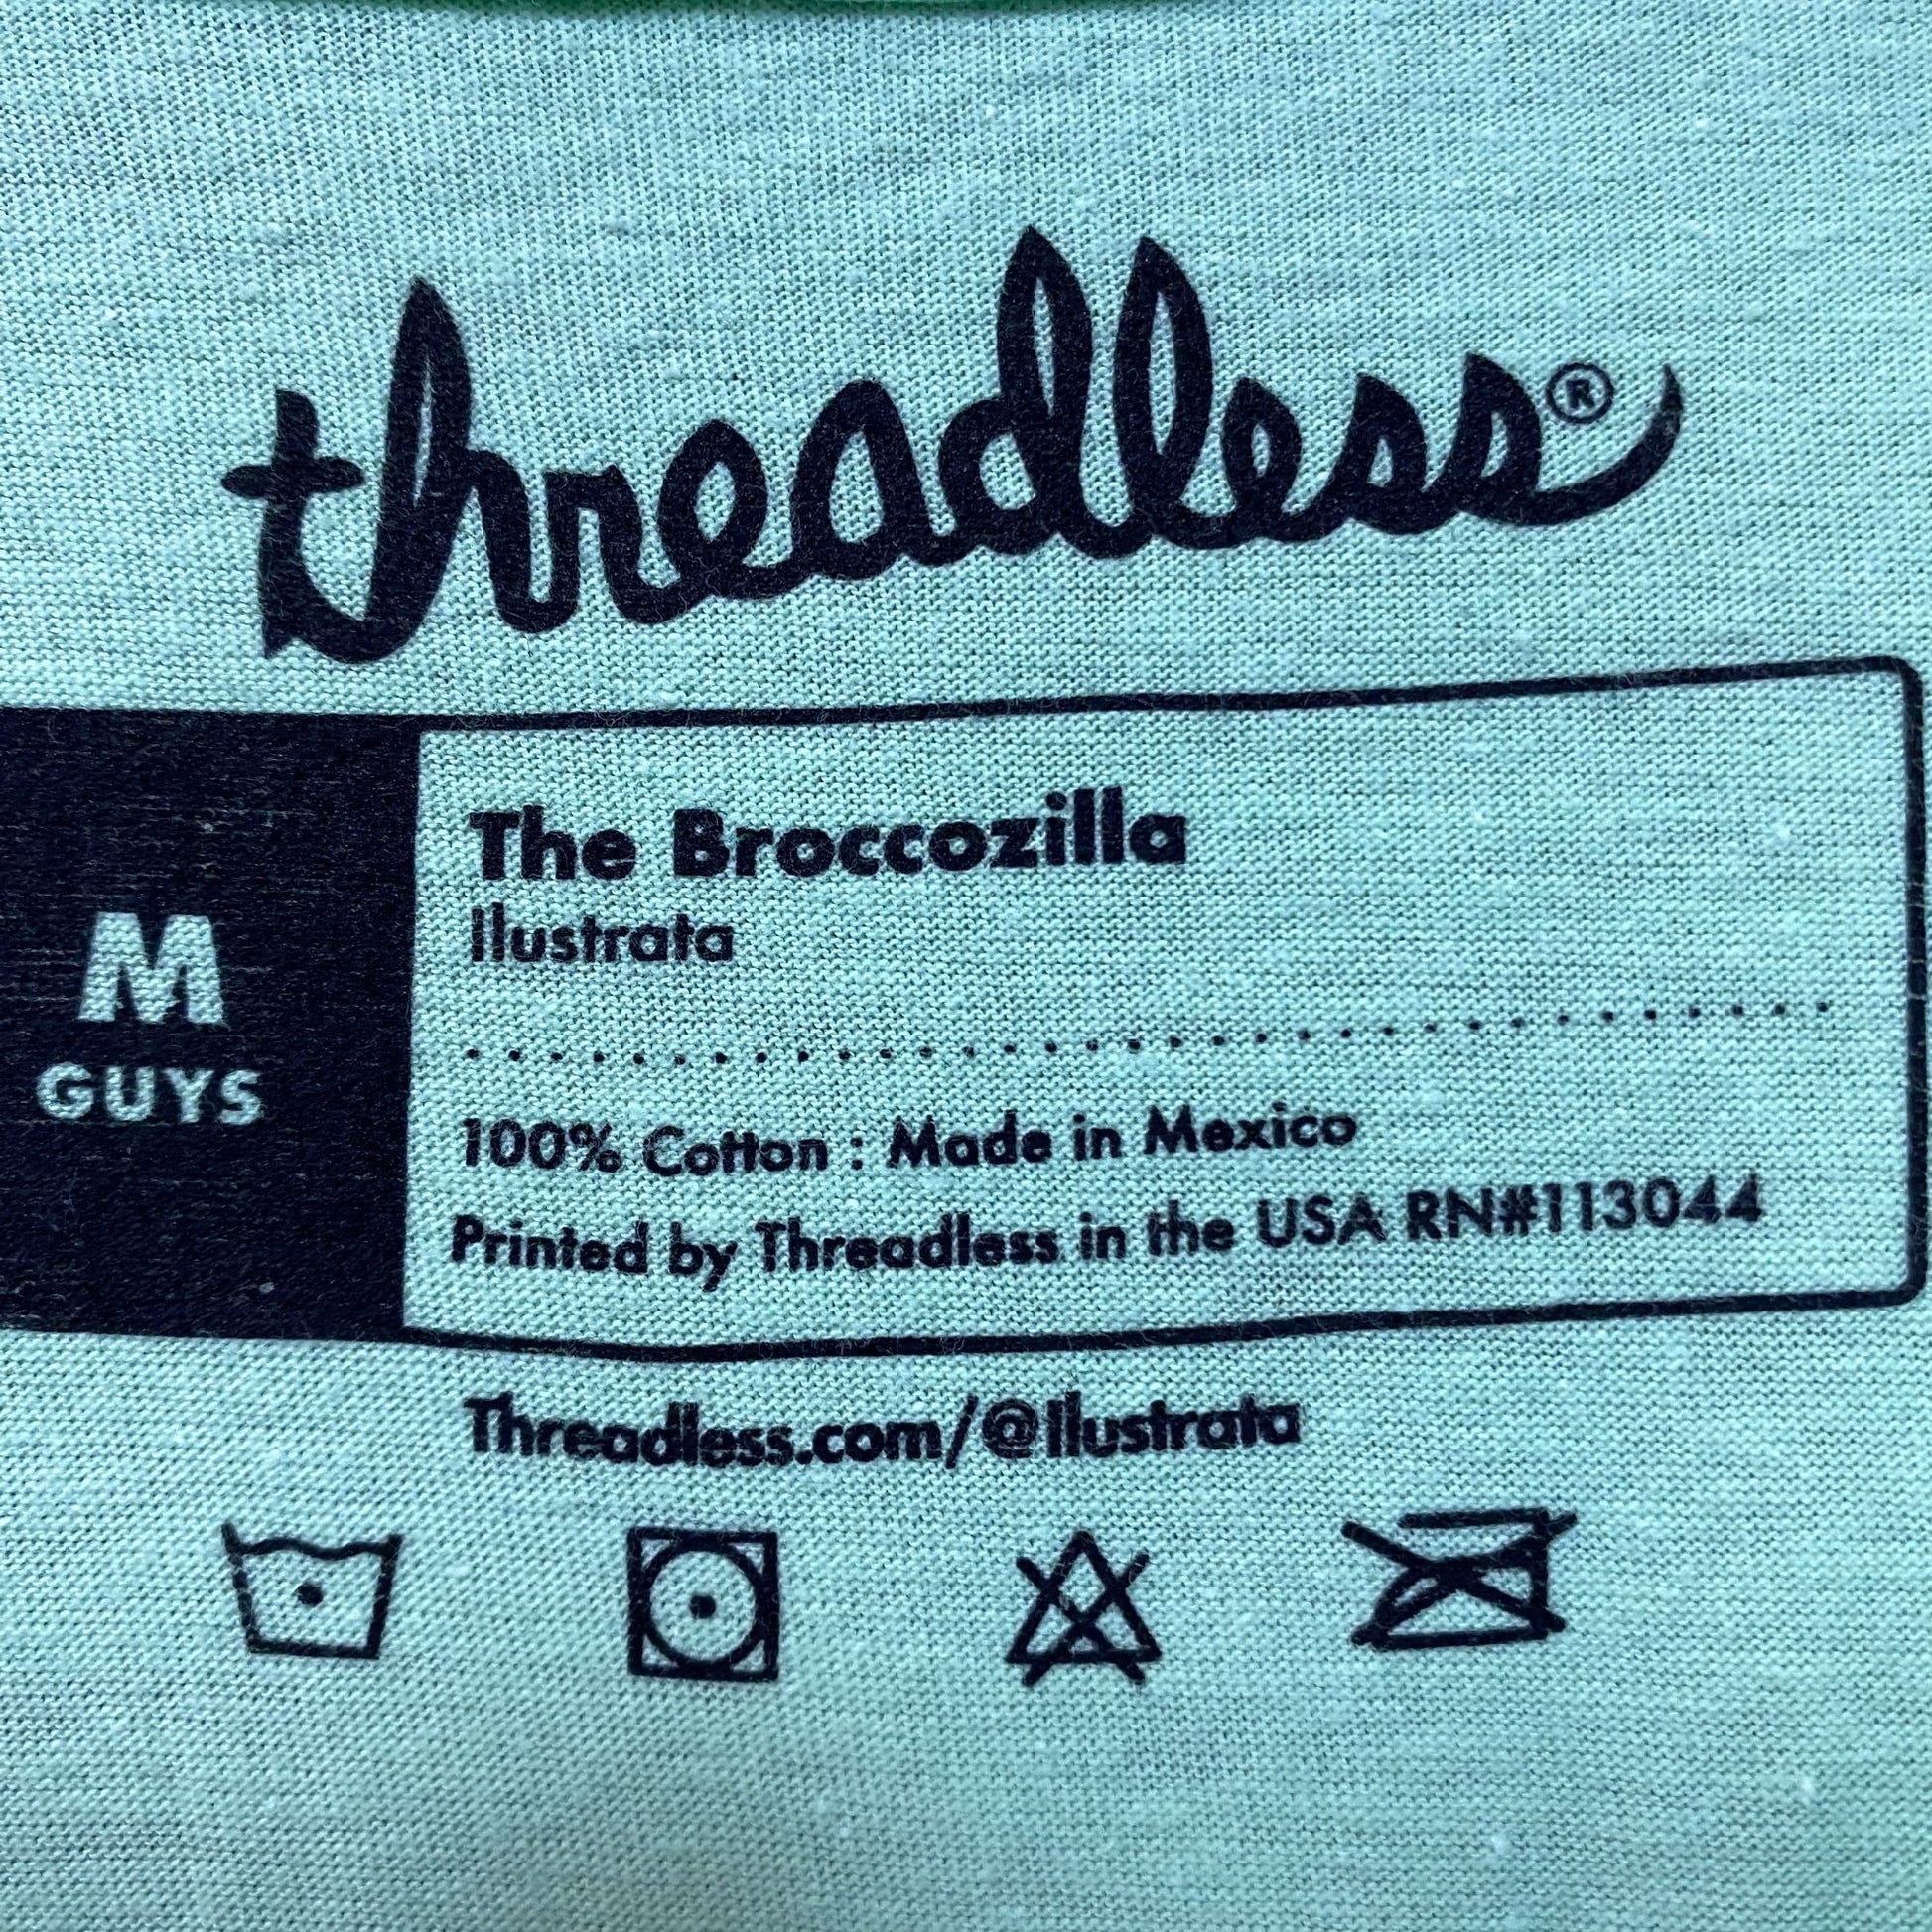 threadless®
M
GUYS
The Broccozilla
Ilustrata
100% Cotton : Made in Mexico
Printed by Threadless in the USA RN#113044
Threadless.com/@Ilustrata